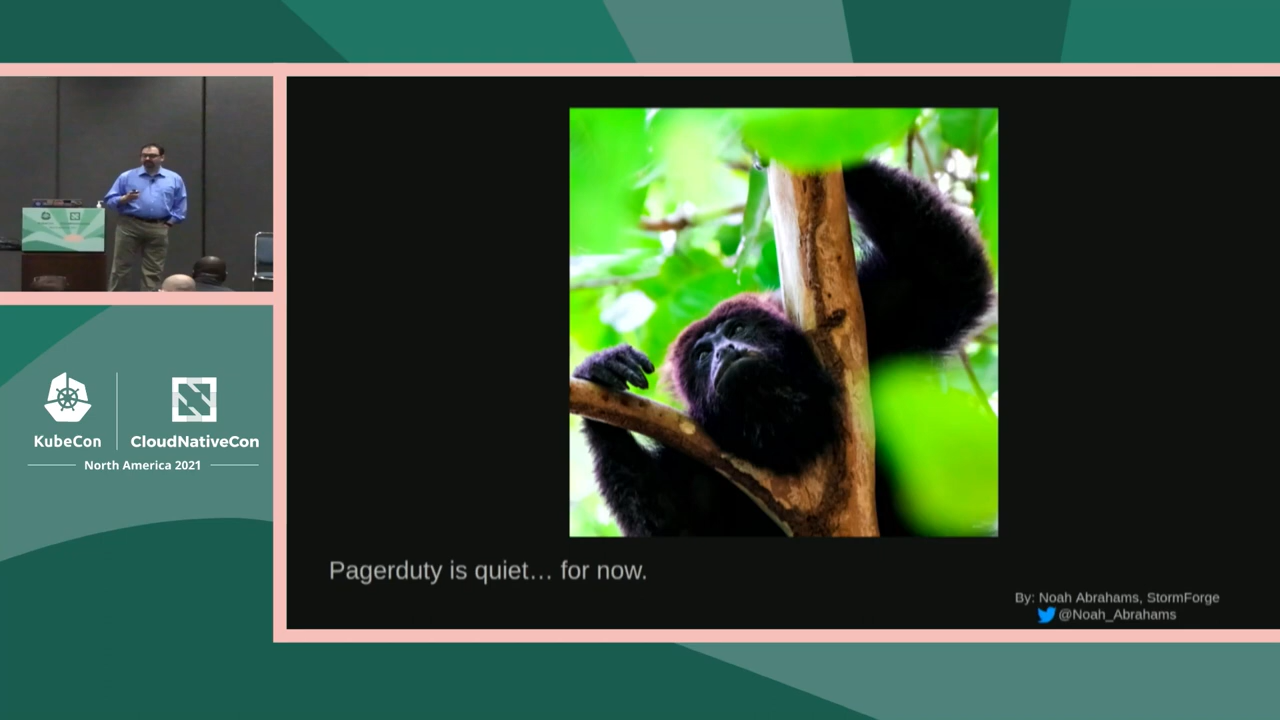 KubeCon
CloudNativeCon
North America 2021
Pagerduty is quiet… for now.
By: Noah Abrahams, StormForge
@Noah_Abrahams